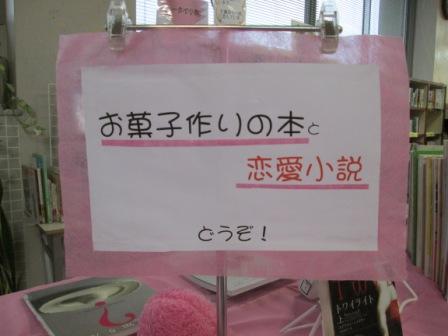 お菓子作りの本と
恋愛小説
どうぞ!
トワイライト
上